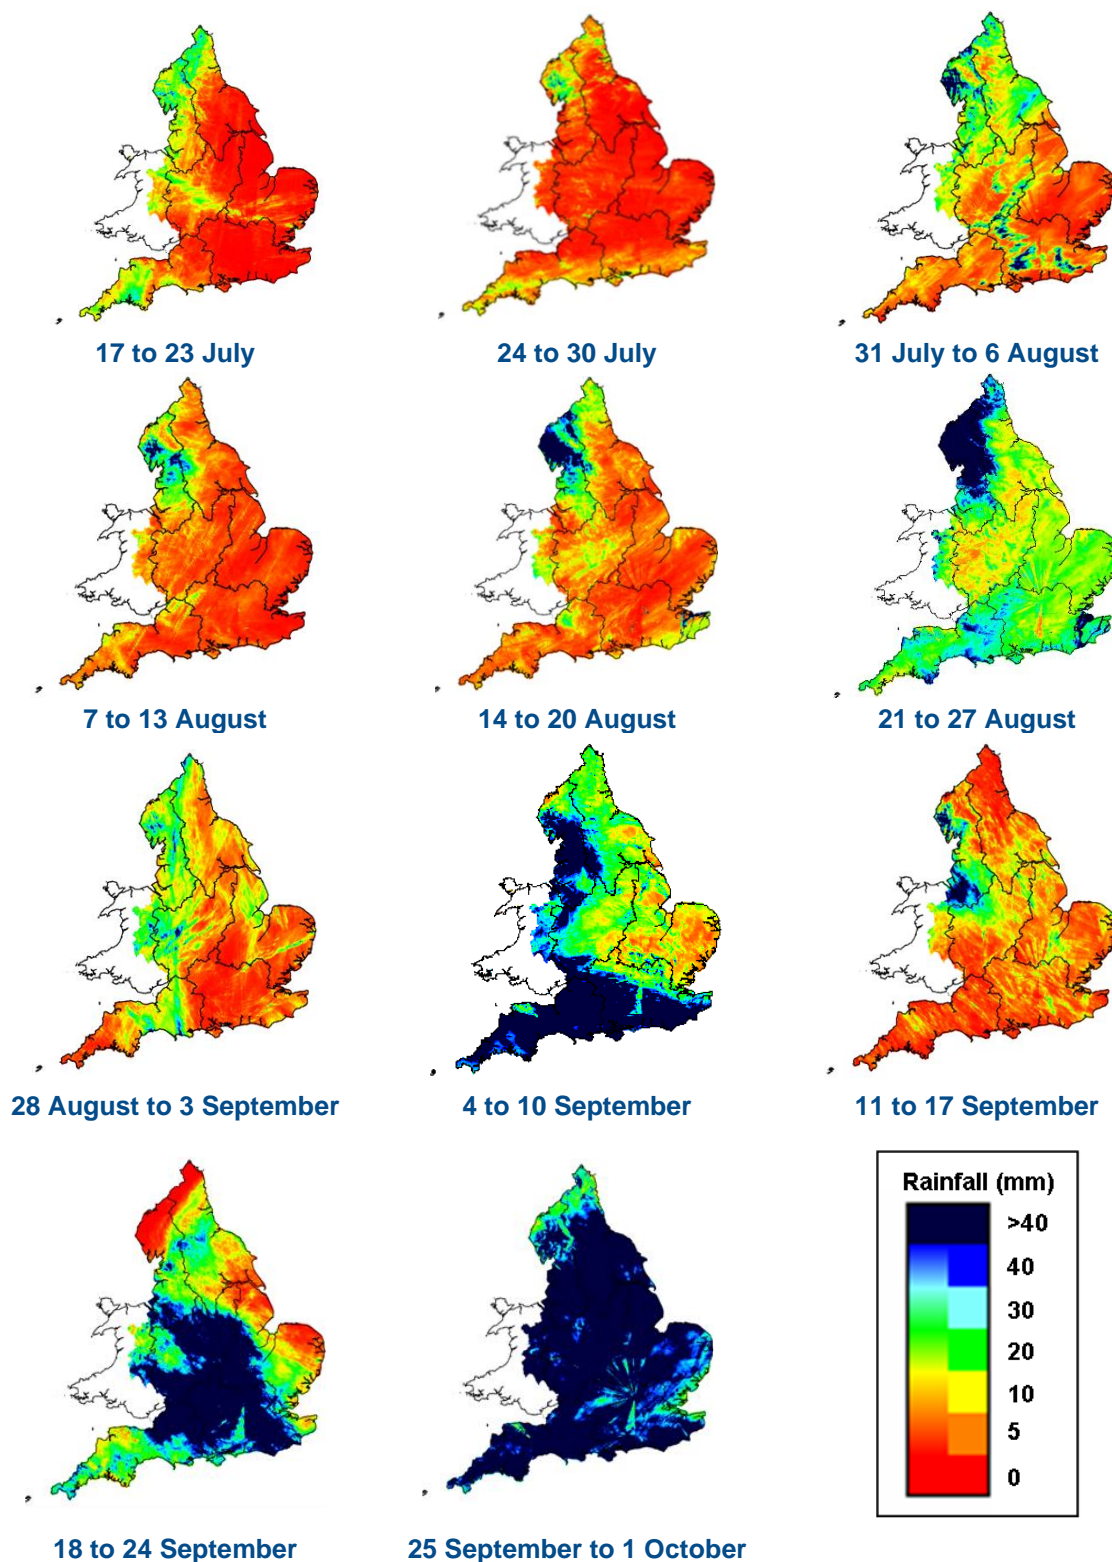 17 to 23 July
24 to 30 July
31 July to 6 August
7 to 13 August
14 to 20 August
21 to 27 August
28 August to 3 September
4 to 10 September
11 to 17 September
Rainfall (mm)
>40
40
30
20
10
5
0
18 to 24 September
25 September to 1 October